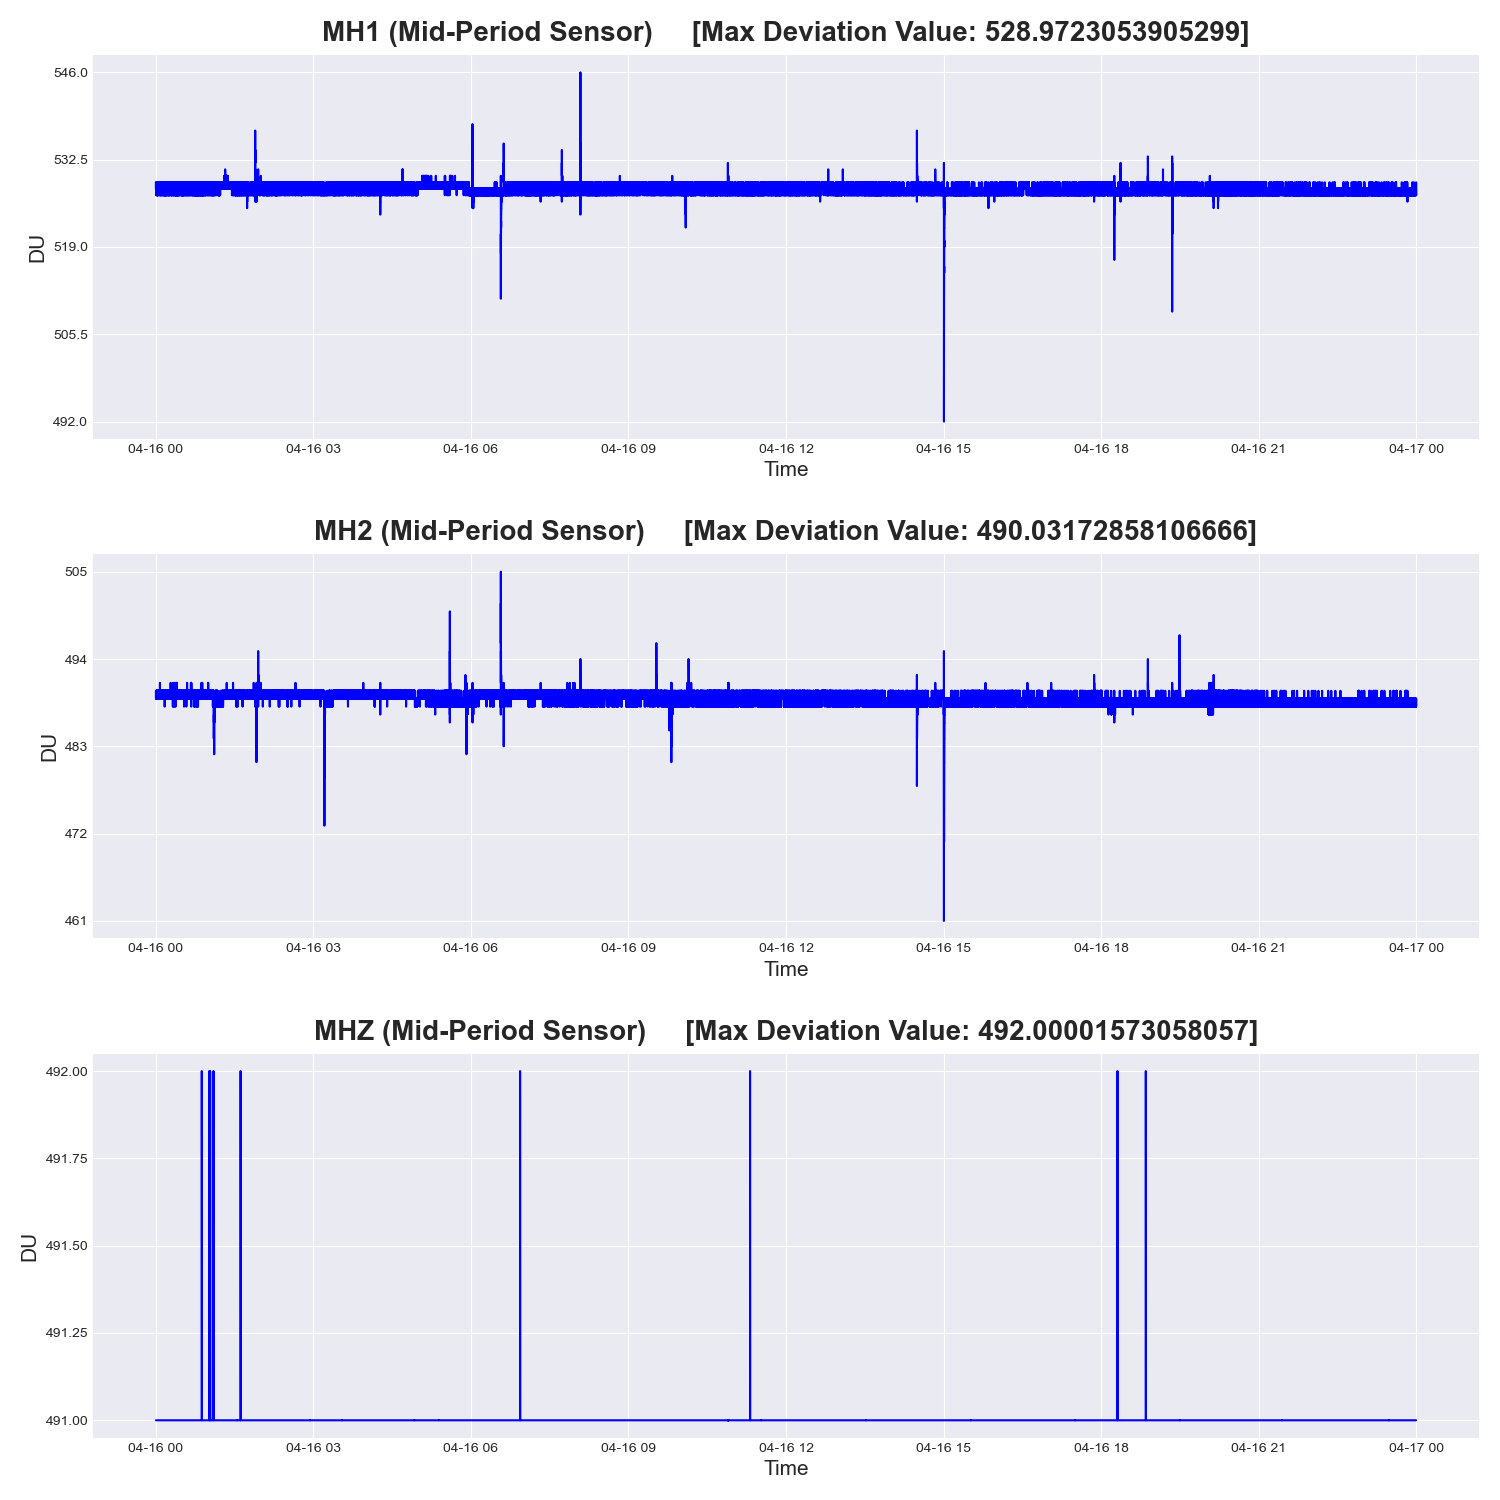 MH1 (Mid-Period Sensor) [Max Deviation Value: 528.9723053905299]
546.0
532.5
519.0
505.5
492.0
DU
04-16 00 04-16 03 04-16 06 04-16 09 04-16 12 04-16 15 04-16 18 04-16 21 04-17 00
Time
MH2 (Mid-Period Sensor) [Max Deviation Value: 490.03172858106666]
505
494
483
472
461
DU
04-16 00 04-16 03 04-16 06 04-16 09 04-16 12 04-16 15 04-16 18 04-16 21 04-17 00
Time
MHZ (Mid-Period Sensor) [Max Deviation Value: 492.00001573058057]
492.00
491.75
491.50
491.25
491.00
DU
04-16 00 04-16 03 04-16 06 04-16 09 04-16 12 04-16 15 04-16 18 04-16 21 04-17 00
Time